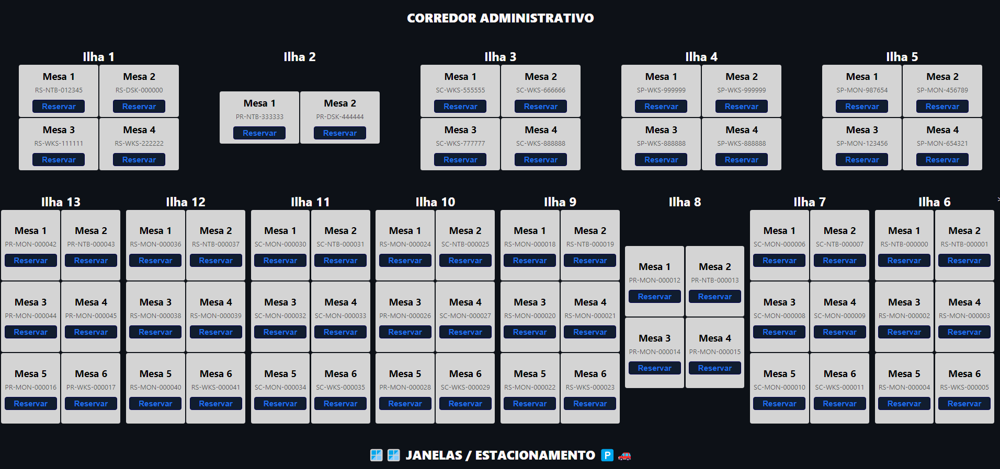 CORREDOR ADMINISTRATIVO
Ilha 1 Ilha 2 Ilha 3 Ilha 4 Ilha 5
Mesa 1 Mesa 2 Mesa 1 Mesa 2 Mesa 1 Mesa 2 Mesa 1 Mesa 2
RS-NTB-012345 RS-DSK-000000 SC-WKS-555555 SC-WKS-666666 SP-WKS-999999 SP-WKS-999999 SP-MON-987654 SP-MON-456789
Reservar Reservar Reservar Reservar Reservar Reservar Reservar Reservar
Mesa 1 Mesa 2
PR-NTB-333333 PR-DSK-444444
Reservar Reservar
Mesa 3 Mesa 4 Mesa 3 Mesa 4 Mesa 3 Mesa 4 Mesa 3 Mesa 4
RS-WKS-111111 RS-WKS-222222 SC-WKS-777777 SC-WKS-888888 SP-WKS-888888 SP-WKS-888888 SP-MON-123456 SP-MON-654321
Reservar Reservar Reservar Reservar Reservar Reservar Reservar Reservar
Ilha 13 Ilha 12 Ilha 11 Ilha 10 Ilha 9 Ilha 8 Ilha 7 Ilha 6
Mesa 1 Mesa 2 Mesa 1 Mesa 2 Mesa 1 Mesa 2 Mesa 1 Mesa 2 Mesa 1 Mesa 2 Mesa 1 Mesa 2 Mesa 1 Mesa 2
PR-MON-000042 PR-NTB-000043 RS-MON-000036 RS-NTB-000037 SC-MON-000030 SC-NTB-000031 RS-MON-000024 SC-NTB-000025 RS-MON-000018 RS-NTB-000019 SC-MON-000006 SC-NTB-000007 RS-NTB-000000 RS-NTB-000001
Reservar Reservar Reservar Reservar Reservar Reservar Reservar Reservar Reservar Reservar Reservar Reservar Reservar Reservar
Mesa 1 Mesa 2
PR-MON-000012 PR-NTB-000013
Reservar Reservar
Mesa 3 Mesa 4 Mesa 3 Mesa 4 Mesa 3 Mesa 4 Mesa 3 Mesa 4 Mesa 3 Mesa 4 Mesa 3 Mesa 4 Mesa 3 Mesa 4
PR-MON-000044 PR-MON-000045 RS-MON-000038 RS-MON-000039 SC-MON-000032 SC-MON-000033 PR-MON-000026 SC-MON-000027 RS-MON-000020 RS-MON-000021 SC-MON-000008 SC-MON-000009 RS-MON-000002 RS-MON-000003
Reservar Reservar Reservar Reservar Reservar Reservar Reservar Reservar Reservar Reservar Reservar Reservar Reservar Reservar
Mesa 3 Mesa 4
PR-MON-000014 PR-MON-000015
Reservar Reservar
Mesa 5 Mesa 6 Mesa 5 Mesa 6 Mesa 5 Mesa 6 Mesa 5 Mesa 6 Mesa 5 Mesa 6 Mesa 5 Mesa 6 Mesa 5 Mesa 6
PR-MON-000016 PR-WKS-000017 RS-MON-000040 RS-WKS-000041 SC-MON-000034 SC-WKS-000035 PR-MON-000028 SC-WKS-000029 RS-MON-000022 RS-WKS-000023 SC-MON-000010 SC-WKS-000011 RS-MON-000004 RS-WKS-000005
Reservar Reservar Reservar Reservar Reservar Reservar Reservar Reservar Reservar Reservar Reservar Reservar Reservar Reservar
🪟 🪟 JANELAS / ESTACIONAMENTO 🅿️ 🚗